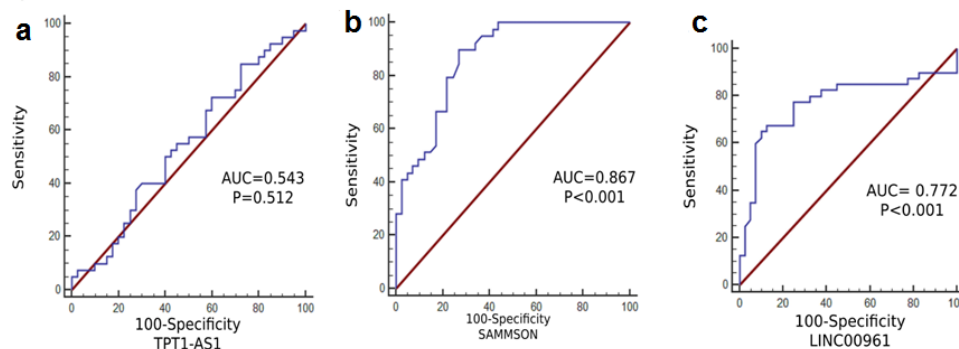 a
100
80
60
40
20
0
Sensitivity
AUC=0.543
P=0.512
0 20 40 60 80 100
100-Specificity
TPT1-AS1
b
100
80
60
40
20
0
Sensitivity
AUC=0.867
P<0.001
0 20 40 60 80 100
100-Specificity
SAMMSON
c
100
80
60
40
20
0
Sensitivity
AUC= 0.772
P<0.001
0 20 40 60 80 100
100-Specificity
LINC00961